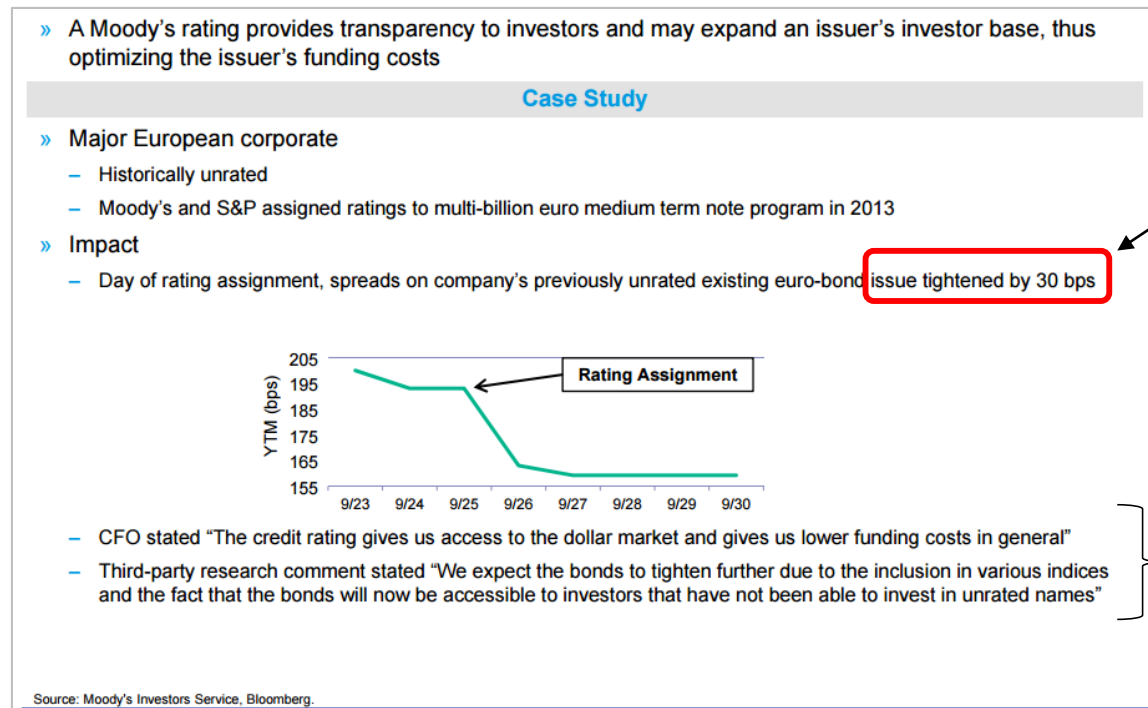 » A Moody's rating provides transparency to investors and may expand an issuer's investor base, thus
optimizing the issuer's funding costs
Case Study
» Major European corporate
– Historically unrated
– Moody's and S&P assigned ratings to multi-billion euro medium term note program in 2013
» Impact
– Day of rating assignment, spreads on company's previously unrated existing euro-bond issue tightened by 30 bps
205
195
185
175
165
155
YTM (bps)
Rating Assignment
9/23 9/24 9/25 9/26 9/27 9/28 9/29 9/30
– CFO stated “The credit rating gives us access to the dollar market and gives us lower funding costs in general”
– Third-party research comment stated “We expect the bonds to tighten further due to the inclusion in various indices
and the fact that the bonds will now be accessible to investors that have not been able to invest in unrated names”
Source: Moody's Investors Service, Bloomberg.